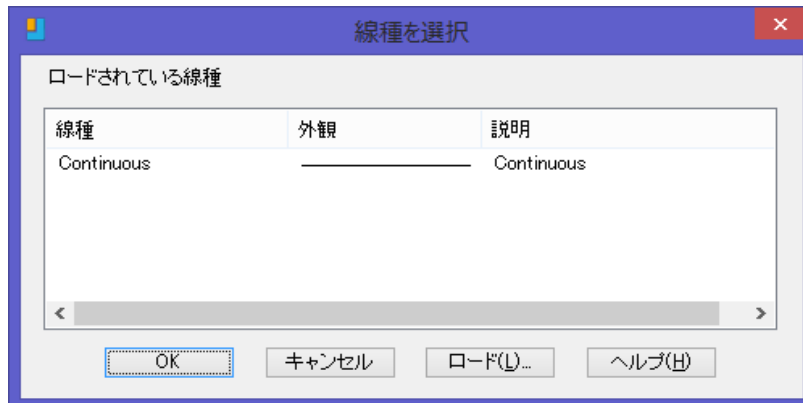 線種を選択
ロードされている線種
線種 外観 説明
Continuous Continuous
OK キャンセル ロード(L)... ヘルプ(H)